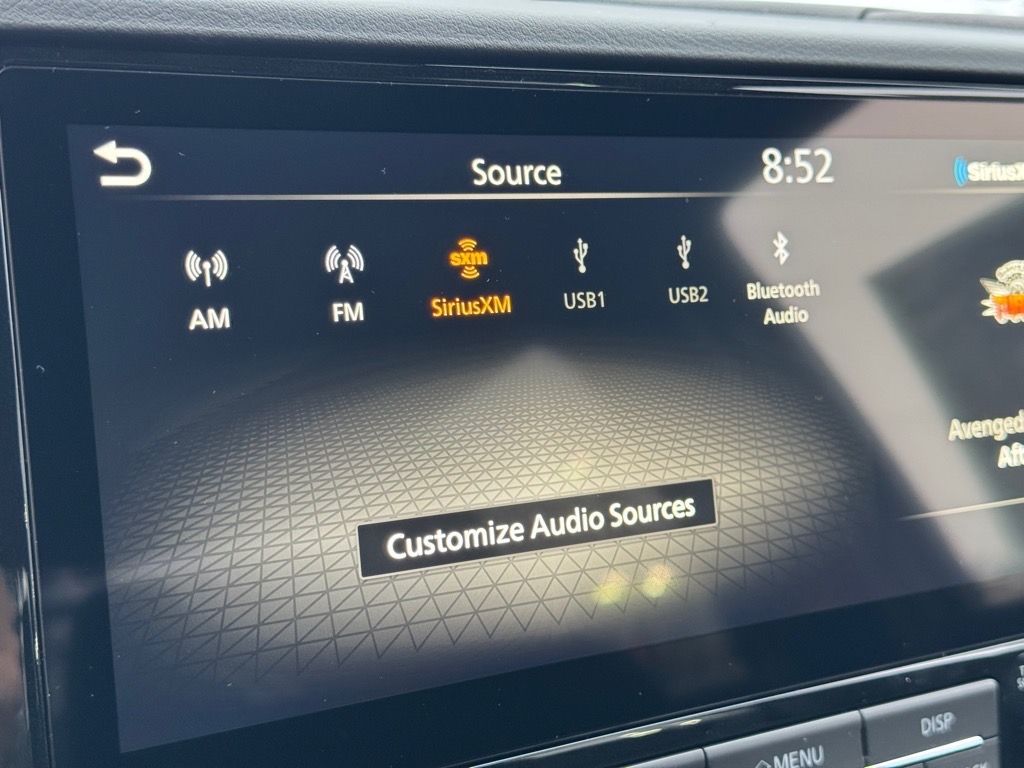 Source
8:52
SiriusX
AM
FM
sxm
SiriusXM
USB1
USB2
Bluetooth
Audio
Avenged
Aft
Customize Audio Sources
MENU
DISP